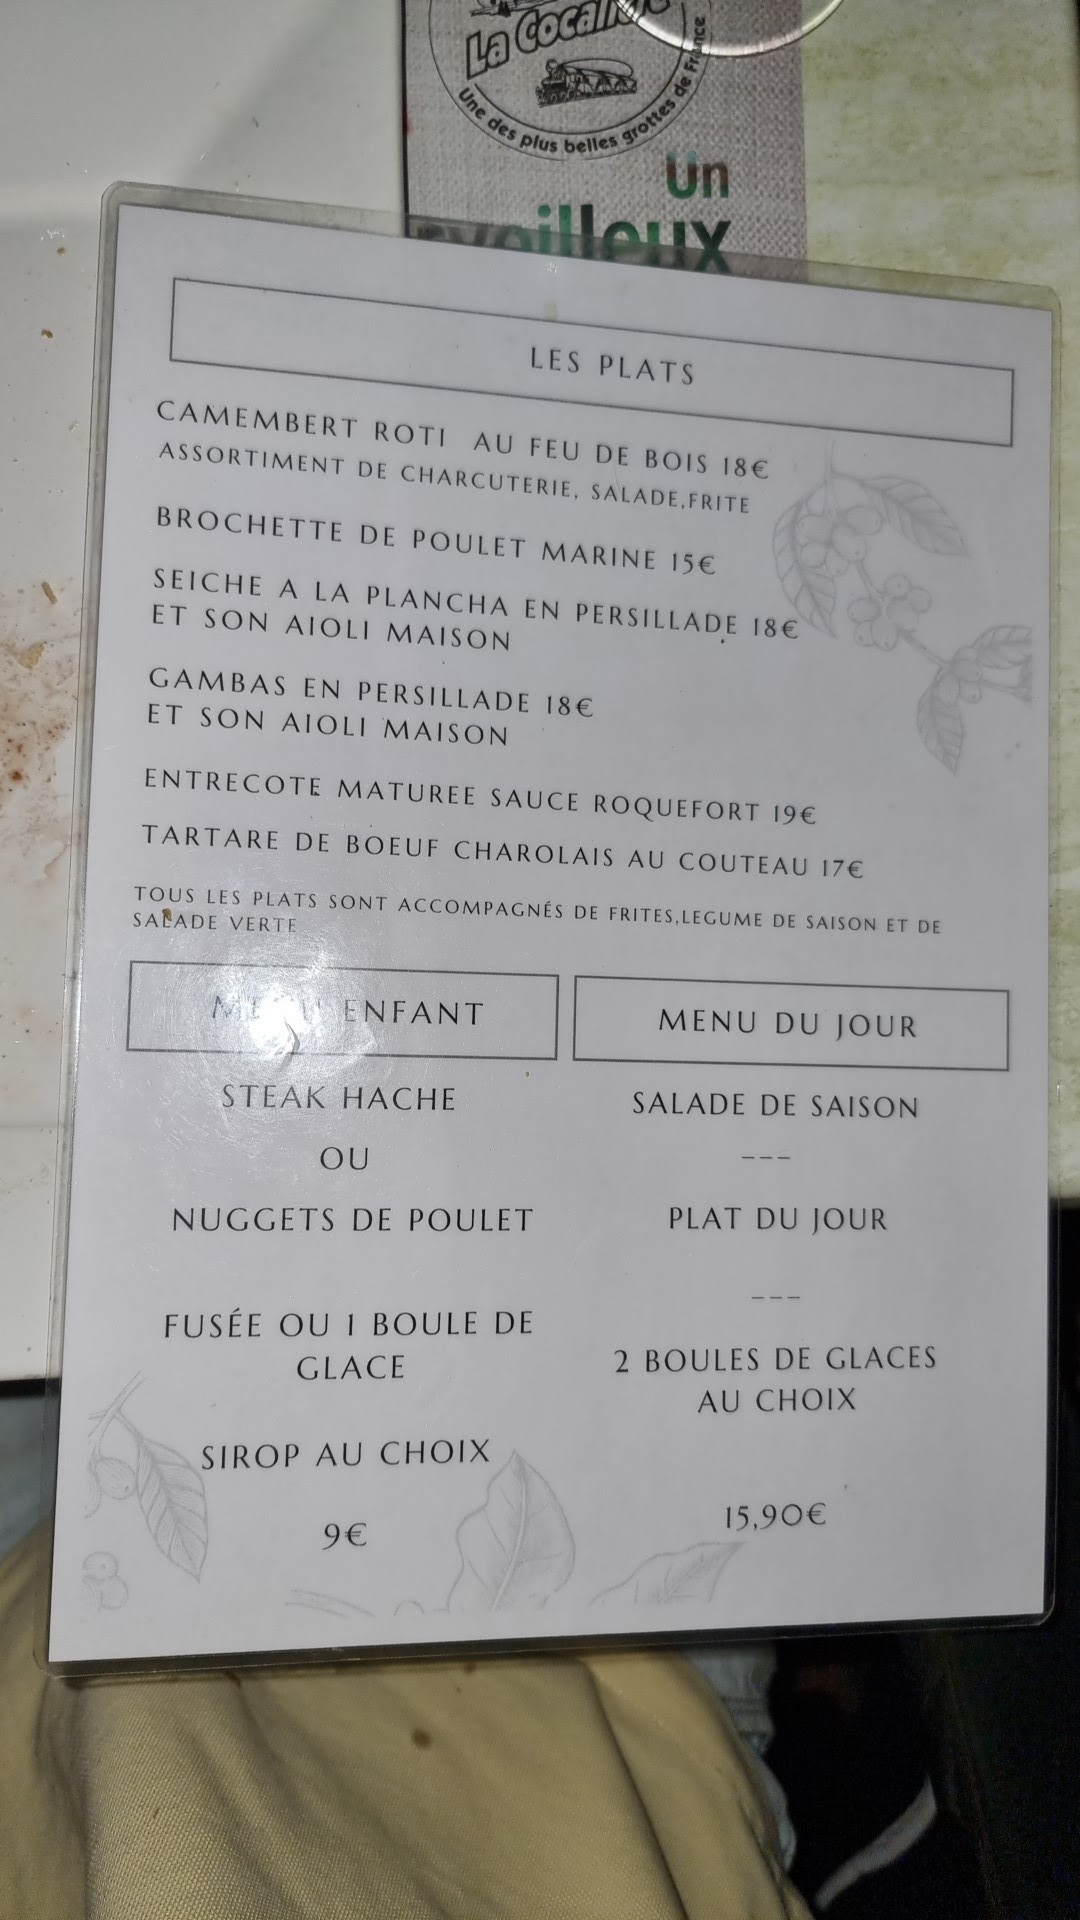 La Cocalière
Une des plus belles grottes de France
Un
LES PLATS
CAMEMBERT ROTI AU FEU DE BOIS 18€
ASSORTIMENT DE CHARCUTERIE, SALADE,FRITE
BROCHETTE DE POULET MARINE 15€
SEICHE A LA PLANCHA EN PERSILLADE 18€
ET SON AIOLI MAISON
GAMBAS EN PERSILLADE 18€
ET SON AIOLI MAISON
ENTRECOTE MATUREE SAUCE ROQUEFORT 19€
TARTARE DE BOEUF CHAROLAIS AU COUTEAU 17€
TOUS LES PLATS SONT ACCOMPAGNÉS DE FRITES,LEGUME DE SAISON ET DE
SALADE VERTE
MENU ENFANT
STEAK HACHE
OU
NUGGETS DE POULET
FUSÉE OU 1 BOULE DE
GLACE
SIROP AU CHOIX
9€
MENU DU JOUR
SALADE DE SAISON
---
PLAT DU JOUR
---
2 BOULES DE GLACES
AU CHOIX
15,90€